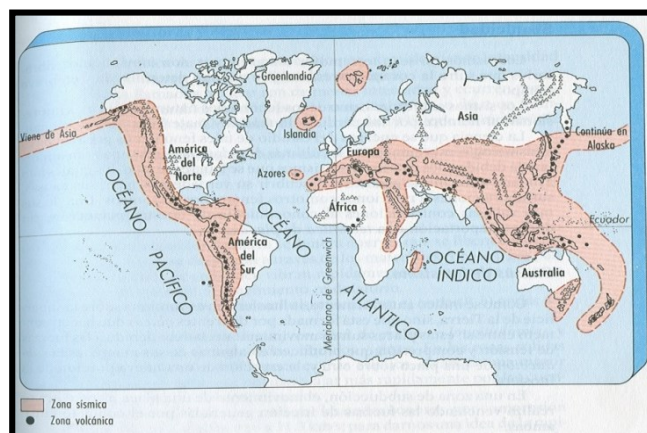 Groenlandia
Islandia
Asia
Viene de Asia
América
del
Norte
Europa
Continúa en
Alaska
Azores
OCÉANO
PACÍFICO
OCÉANO
ATLÁNTICO
África
América
del
Sur
Meridiano de Greenwich
OCÉANO
ÍNDICO
Ecuador
Australia
Zona sísmica
Zona volcánica